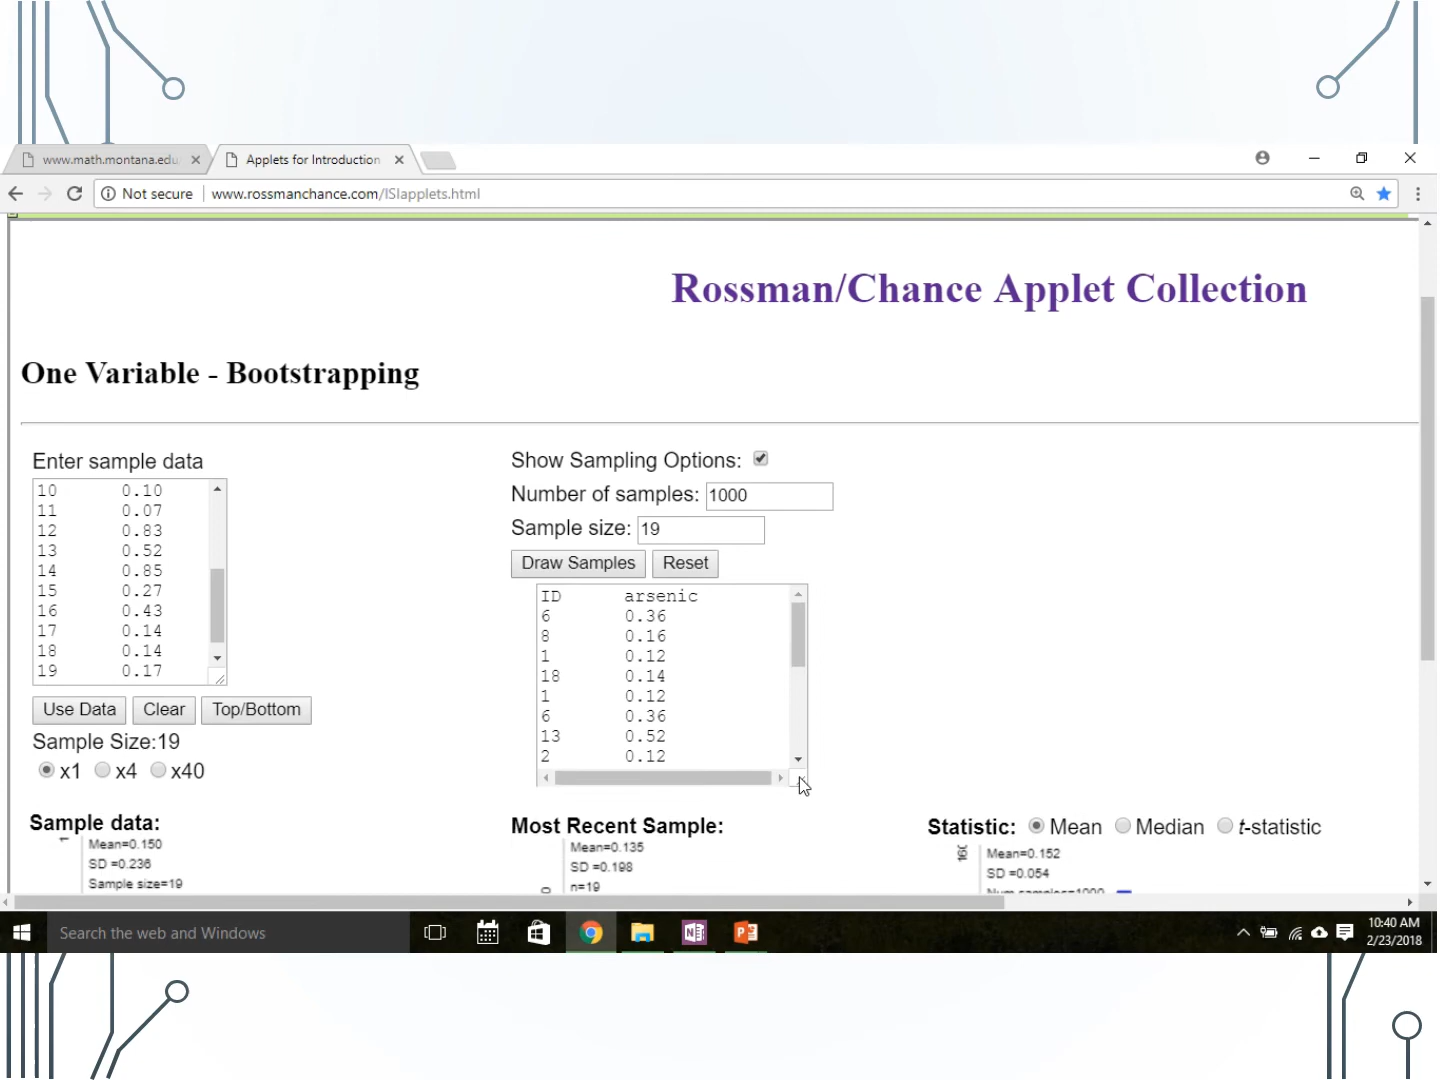 www.math.montana.edu
Applets for Introduction
Not secure
www.rossmanchance.com/ISIapplets.html
Rossman/Chance Applet Collection
One Variable - Bootstrapping
Enter sample data
10 0.10
11 0.07
12 0.83
13 0.52
14 0.85
15 0.27
16 0.43
17 0.14
18 0.14
19 0.17
Use Data Clear Top/Bottom
Sample Size:19
x1 x4 x40
Show Sampling Options:
Number of samples: 1000
Sample size: 19
Draw Samples Reset
ID arsenic
6 0.36
8 0.16
1 0.12
18 0.14
1 0.12
6 0.36
13 0.52
2 0.12
Sample data:
Mean=0.150
SD =0.236
Sample size=19
Most Recent Sample:
Mean=0.135
SD =0.198
n=19
Statistic: Mean Median t-statistic
Mean=0.152
SD =0.054
Num samples=1000
Search the web and Windows
10:40 AM
2/23/2018